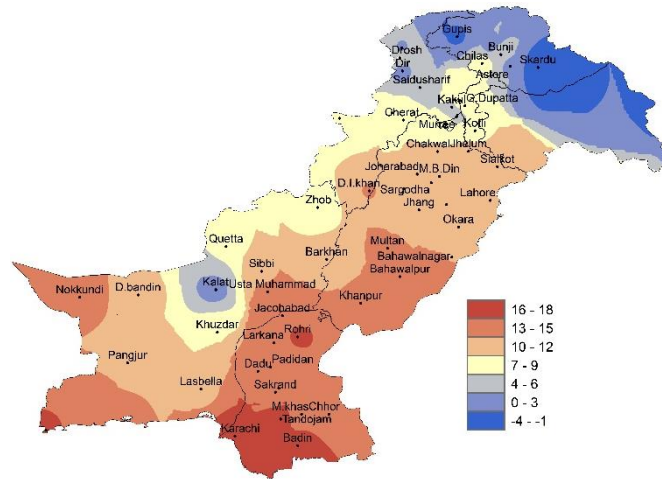 Gupis
Drosh
Bunji
Dir
Chilas
Skardu
Saidusharif
Astore
Kakul
G.Dupatta
Cherat
Murree
Kotli
Chakwal
Jhelum
Joharabad
M.B.Din
Sialkot
D.I.khan
Sargodha
Lahore
Zhob
Jhang
Okara
Quetta
Multan
Barkhan
Bahawalnagar
Sibbi
Bahawalpur
Nokkundi
D.bandin
Kalat
Usta Muhammad
Khanpur
Jacobabad
Khuzdar
Rohri
Larkana
Pangjur
Dadu
Padidan
Lasbella
Sakrand
M.khas
Chhor
Tandojam
Karachi
Badin
16 - 18
13 - 15
10 - 12
7 - 9
4 - 6
0 - 3
-4 - -1